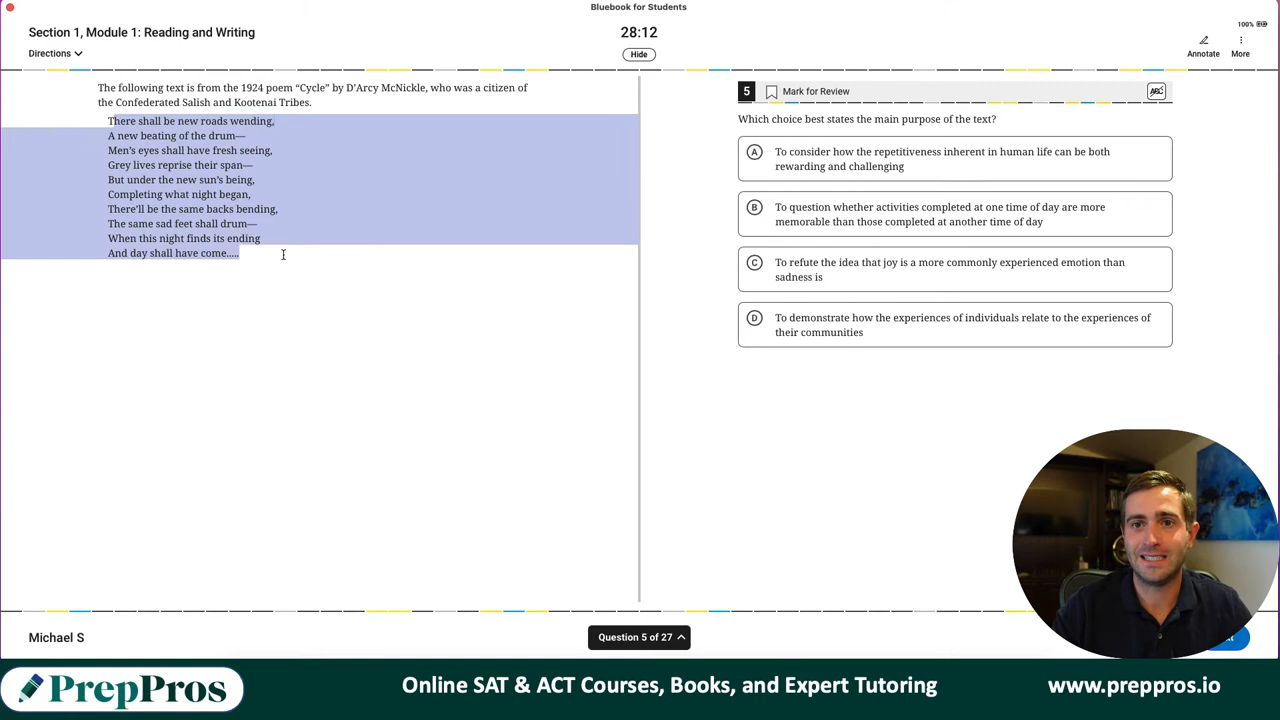 Bluebook for Students
Section 1, Module 1: Reading and Writing
Directions
28:12
Hide
100%
Annotate
More
The following text is from the 1924 poem “Cycle” by D’Arcy McNickle, who was a citizen of
the Confederated Salish and Kootenai Tribes.
There shall be new roads wending,
A new beating of the drum—
Men’s eyes shall have fresh seeing,
Grey lives reprise their span—
But under the new sun’s being,
Completing what night began,
There’ll be the same backs bending,
The same sad feet shall drum—
When this night finds its ending
And day shall have come.....
5
Mark for Review
ABC
Which choice best states the main purpose of the text?
A
To consider how the repetitiveness inherent in human life can be both
rewarding and challenging
B
To question whether activities completed at one time of day are more
memorable than those completed at another time of day
C
To refute the idea that joy is a more commonly experienced emotion than
sadness is
D
To demonstrate how the experiences of individuals relate to the experiences of
their communities
Michael S
Question 5 of 27
PrepPros
Online SAT & ACT Courses, Books, and Expert Tutoring
www.preppros.io